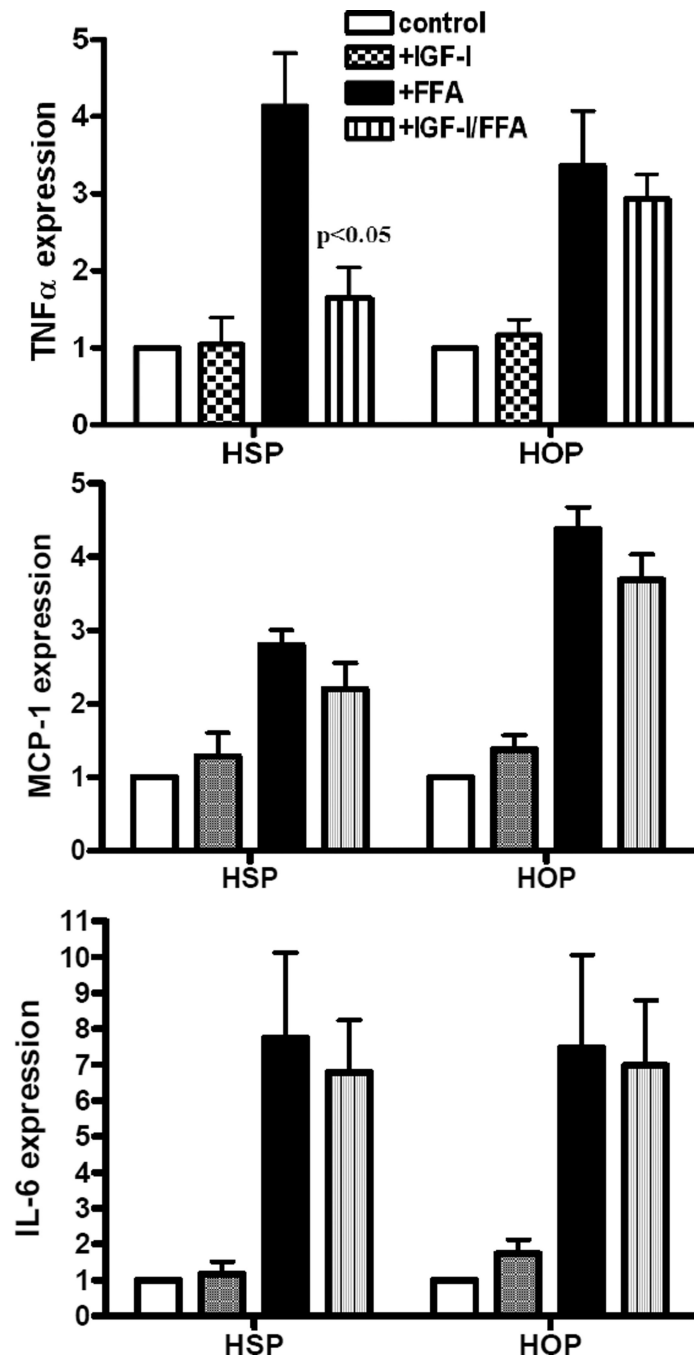 control
+IGF-I
+FFA
+IGF-I/FFA
TNFα expression
5
4
3
2
1
0
p<0.05
HSP
HOP
MCP-1 expression
5
4
3
2
1
0
HSP
HOP
IL-6 expression
11
10
9
8
7
6
5
4
3
2
1
0
HSP
HOP